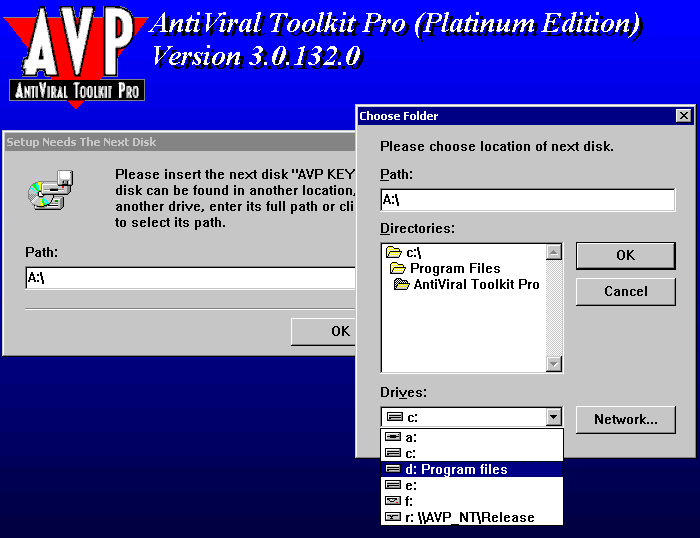 AVP
ANTIVIRAL TOOLKIT PRO
AntiViral Toolkit Pro (Platinum Edition)
Version 3.0.132.0
Setup Needs The Next Disk
Please insert the next disk "AVP KEY
disk can be found in another location,
another drive, enter its full path or cli
to select its path.
Path:
A:\
OK
Choose Folder
Please choose location of next disk.
Path:
A:\
Directories:
c:\
Program Files
AntiViral Toolkit Pro
OK
Cancel
Drives:
c:
Network...
a:
c:
d: Program files
e:
f:
r: \\AVP_NT\Release